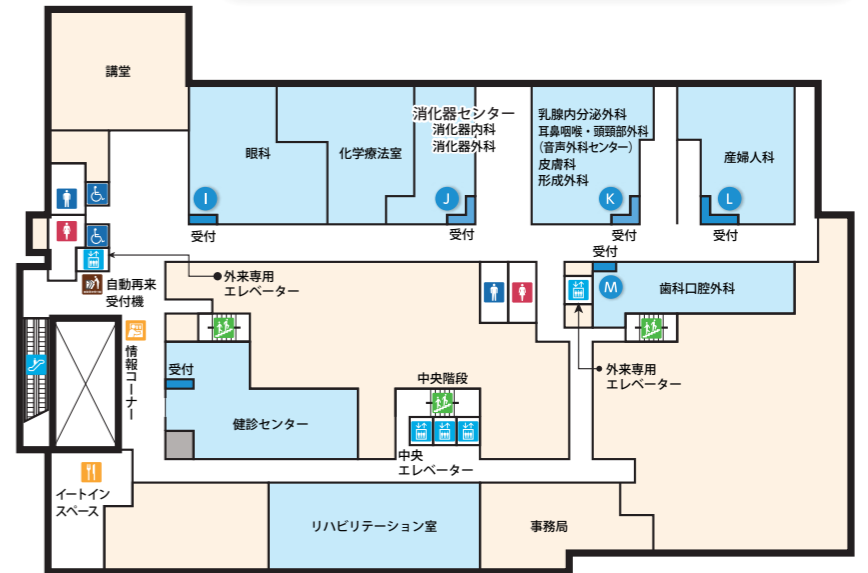 講堂
眼科
化学療法室
消化器センター
消化器内科
消化器外科
乳腺内分泌外科
耳鼻咽喉・頭頸部外科
（音声外科センター）
皮膚科
形成外科
産婦人科
I
J
K
L
受付
受付
受付
受付
受付
M
歯科口腔外科
外来専用
エレベーター
自動再来
受付機
情報コーナー
外来専用
エレベーター
受付
健診センター
中央階段
中央
エレベーター
イートイン
スペース
リハビリテーション室
事務局